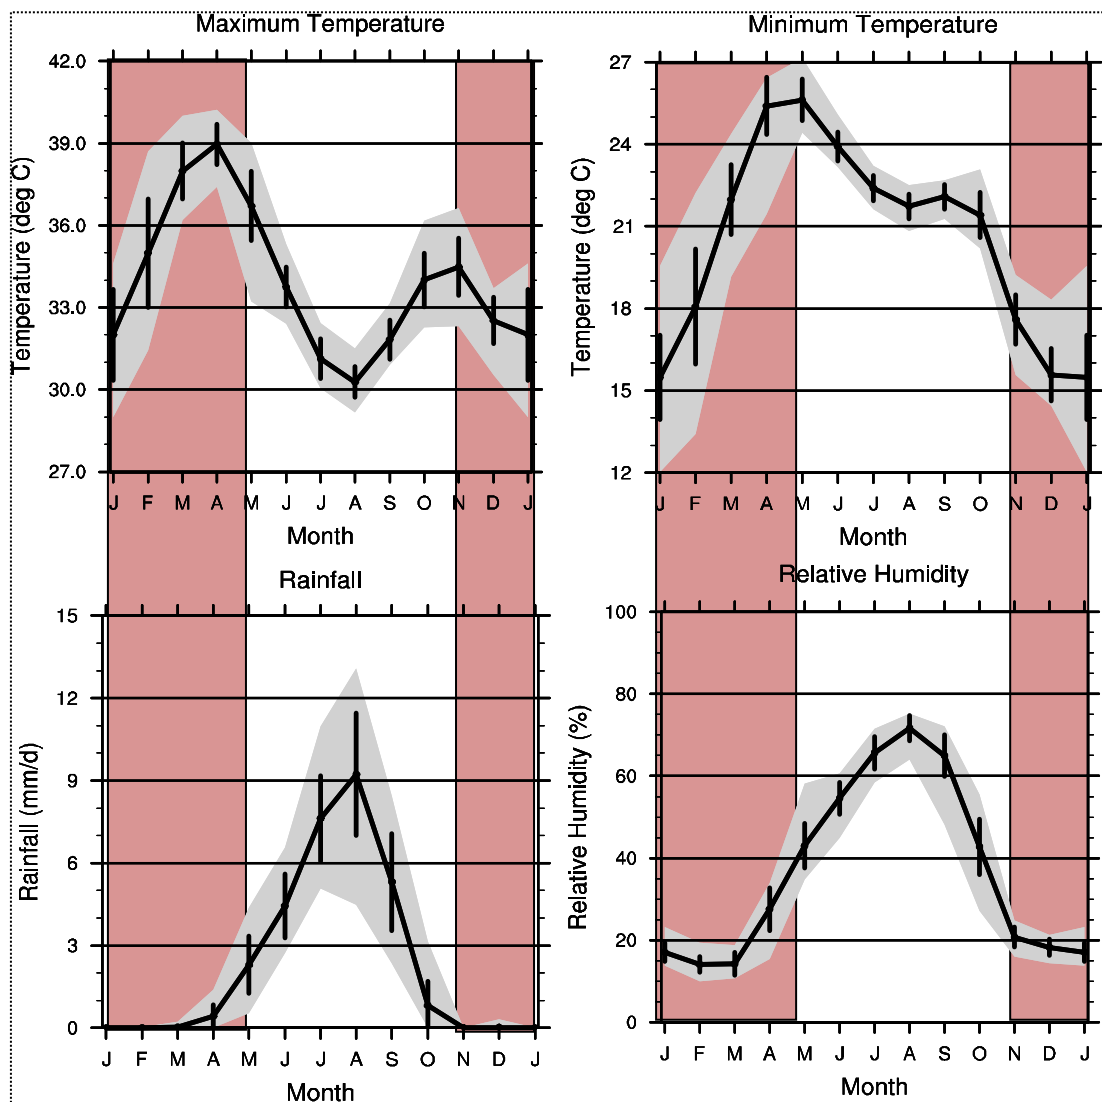 Maximum Temperature
42.0
39.0
36.0
33.0
30.0
27.0
Temperature (deg C)
J F M A M J J A S O N D J
Month
Minimum Temperature
27
24
21
18
15
12
Temperature (deg C)
J F M A M J J A S O N D J
Month
Rainfall
15
12
9
6
3
0
Rainfall (mm/d)
J F M A M J J A S O N D J
Month
Relative Humidity
100
80
60
40
20
0
Relative Humidity (%)
J F M A M J J A S O N D J
Month